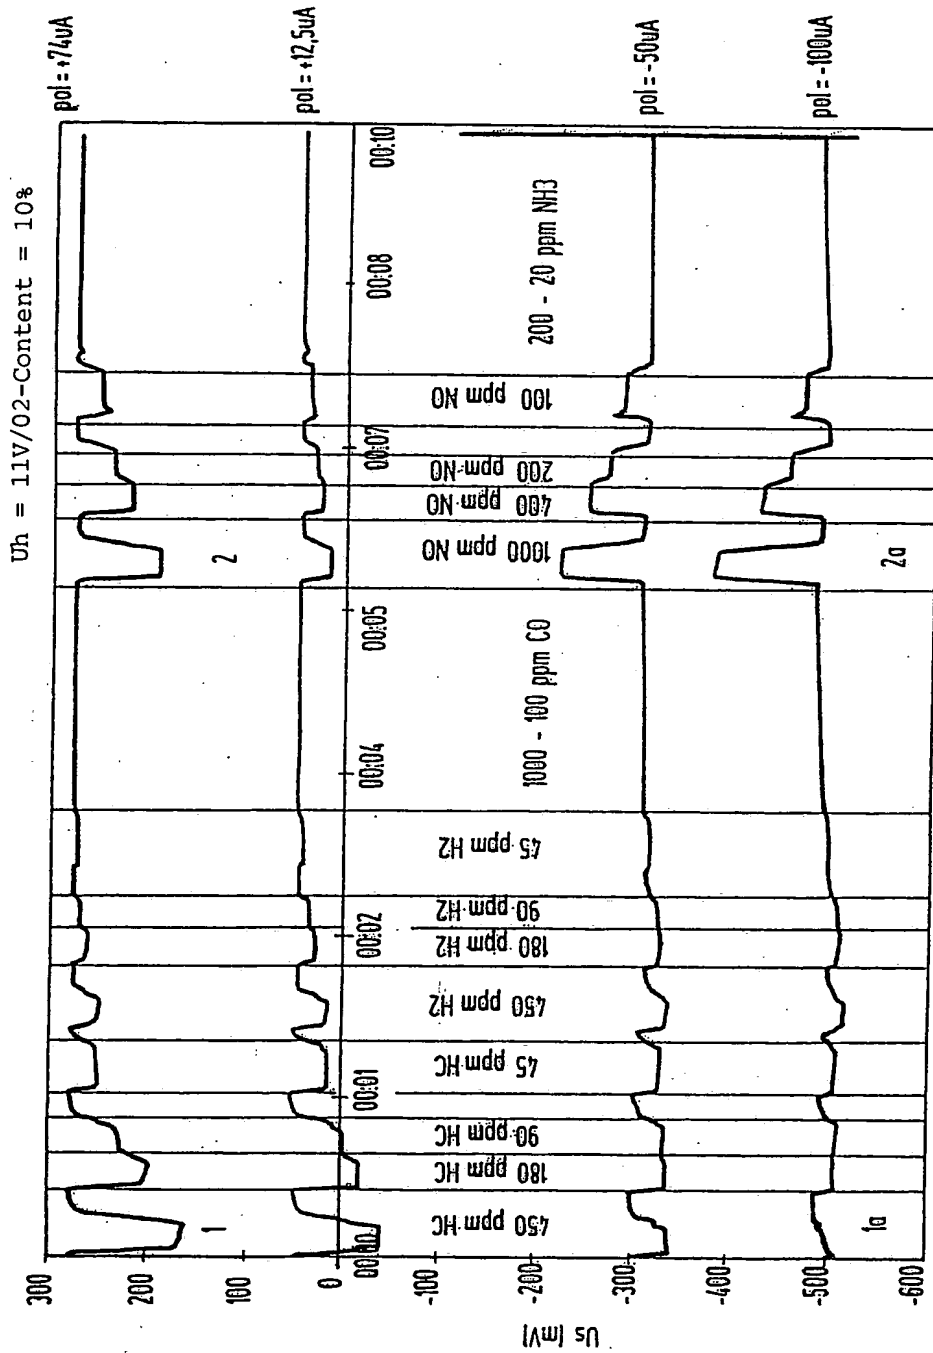 Uh = 11V/O2-Content = 10%
pol=+74uA
pol=+12,5uA
pol=-50uA
pol=-100uA
Us [mV]
300
200
100
0
-100
-200
-300
-400
-500
-600
00:00
00:01
00:02
00:04
00:05
00:07
00:08
00:10
450 ppm HC
180 ppm HC
90 ppm HC
45 ppm HC
450 ppm H2
180 ppm H2
90 ppm H2
45 ppm H2
1000 - 100 ppm CO
1000 ppm NO
400 ppm NO
200 ppm NO
100 ppm NO
200 - 20 ppm NH3
1
2
1a
2a